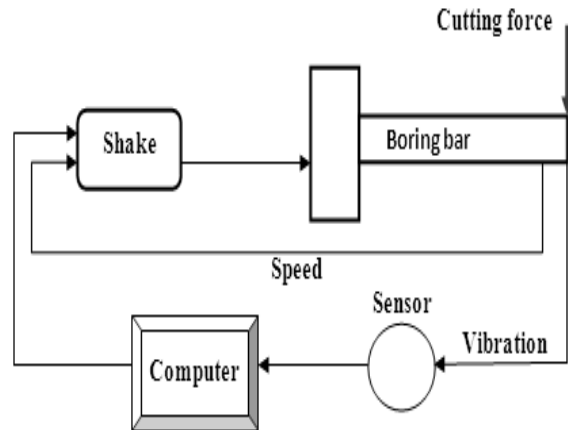 Cutting force
Shake
Boring bar
Speed
Sensor
Vibration
Computer